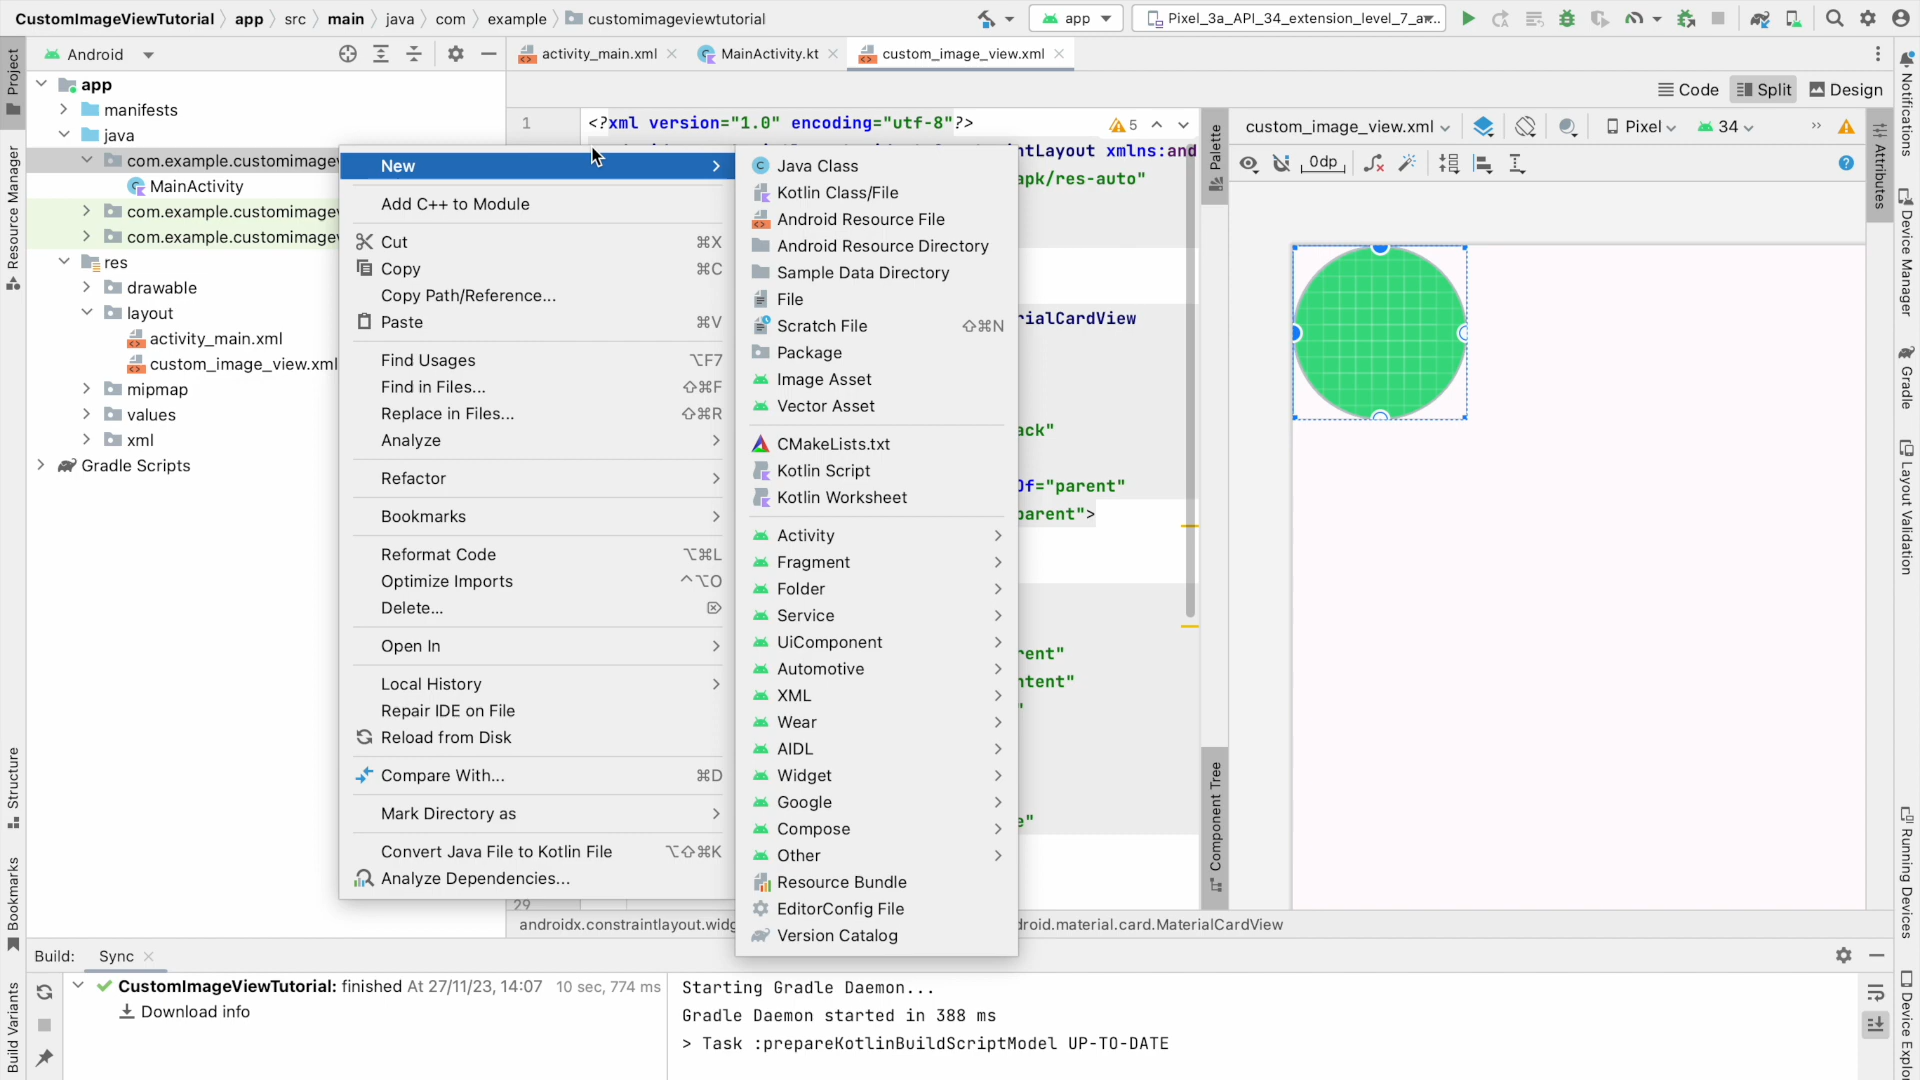 CustomImageViewTutorial
app
src
main
java
com
example
customimageviewtutorial
app
Pixel_3a_API_34_extension_level_7_a
Android
activity_main.xml
MainActivity.kt
custom_image_view.xml
Code
Split
Design
Project
Resource Manager
Structure
Bookmarks
Build Variants
app
manifests
java
com.example.customimagev
MainActivity
com.example.customimagev
com.example.customimagev
res
drawable
layout
activity_main.xml
custom_image_view.xml
mipmap
values
xml
Gradle Scripts
1 <?xml version="1.0" encoding="utf-8"?>
5
ntLayout xmlns:and
apk/res-auto"
rialCardView
ack"
Of="parent"
parent">
rent"
ntent"
"
e"
29
New
Add C++ to Module
Cut ⌘X
Copy ⌘C
Copy Path/Reference...
Paste ⌘V
Find Usages ⌥F7
Find in Files... ⇧⌘F
Replace in Files... ⇧⌘R
Analyze
Refactor
Bookmarks
Reformat Code ⌥⌘L
Optimize Imports ^⌥O
Delete... ⌦
Open In
Local History
Repair IDE on File
Reload from Disk
Compare With... ⌘D
Mark Directory as
Convert Java File to Kotlin File ⌥⇧⌘K
Analyze Dependencies...
Java Class
Kotlin Class/File
Android Resource File
Android Resource Directory
Sample Data Directory
File
Scratch File ⇧⌘N
Package
Image Asset
Vector Asset
CMakeLists.txt
Kotlin Script
Kotlin Worksheet
Activity
Fragment
Folder
Service
UiComponent
Automotive
XML
Wear
AIDL
Widget
Google
Compose
Other
Resource Bundle
EditorConfig File
Version Catalog
Palette
Component Tree
custom_image_view.xml
Pixel
34
0dp
Attributes
Notifications
Device Manager
Gradle
Layout Validation
Running Devices
Device Explo
androidx.constraintlayout.widg
droid.material.card.MaterialCardView
Build:
Sync
CustomImageViewTutorial: finished At 27/11/23, 14:07 10 sec, 774 ms
Download info
Starting Gradle Daemon...
Gradle Daemon started in 388 ms
> Task :prepareKotlinBuildScriptModel UP-TO-DATE